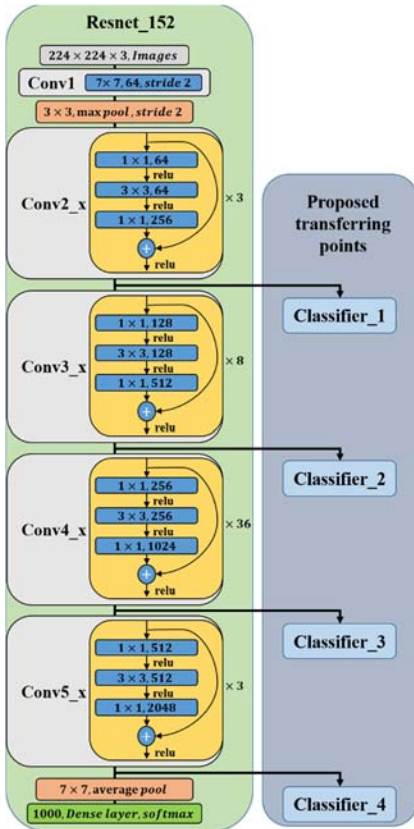 Resnet_152
224 × 224 × 3, Images
Conv1
7× 7, 64, stride 2
3 × 3, max pool, stride 2
Conv2_x
1 × 1, 64
relu
3 × 3, 64
relu
1 × 1, 256
+
relu
× 3
Proposed
transferring
points
Classifier_1
Conv3_x
1 × 1, 128
relu
3 × 3, 128
relu
1 × 1, 512
+
relu
× 8
Classifier_2
Conv4_x
1 × 1, 256
relu
3 × 3, 256
relu
1 × 1, 1024
+
relu
× 36
Classifier_3
Conv5_x
1 × 1, 512
relu
3 × 3, 512
relu
1 × 1, 2048
+
relu
× 3
Classifier_4
7 × 7, average pool
1000, Dense layer, softmax